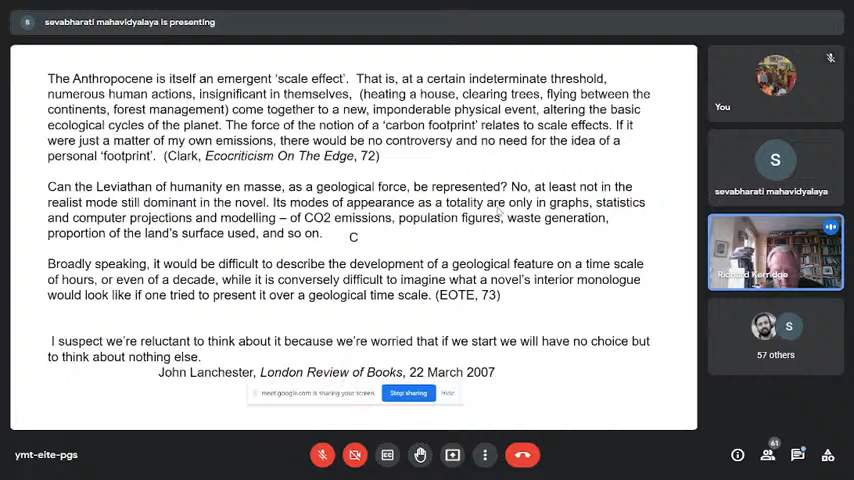 sevabharati mahavidyalaya is presenting
The Anthropocene is itself an emergent ‘scale effect’.  That is, at a certain indeterminate threshold,
numerous human actions, insignificant in themselves,  (heating a house, clearing trees, flying between the
continents, forest management) come together to a new, imponderable physical event, altering the basic
ecological cycles of the planet. The force of the notion of a ‘carbon footprint’ relates to scale effects. If it
were just a matter of my own emissions, there would be no controversy and no need for the idea of a
personal ‘footprint’.  (Clark, Ecocriticism On The Edge, 72)
Can the Leviathan of humanity en masse, as a geological force, be represented? No, at least not in the
realist mode still dominant in the novel. Its modes of appearance as a totality are only in graphs, statistics
and computer projections and modelling – of CO2 emissions, population figures, waste generation,
proportion of the land’s surface used, and so on.
C
Broadly speaking, it would be difficult to describe the development of a geological feature on a time scale
of hours, or even of a decade, while it is conversely difficult to imagine what a novel’s interior monologue
would look like if one tried to present it over a geological time scale. (EOTE, 73)
I suspect we’re reluctant to think about it because we’re worried that if we start we will have no choice but
to think about nothing else.
John Lanchester, London Review of Books, 22 March 2007
meet.google.com is sharing your screen.
Stop sharing
Hide
You
S
sevabharati mahavidyalaya
Richard Kerridge
S
57 others
ymt-eite-pgs
61